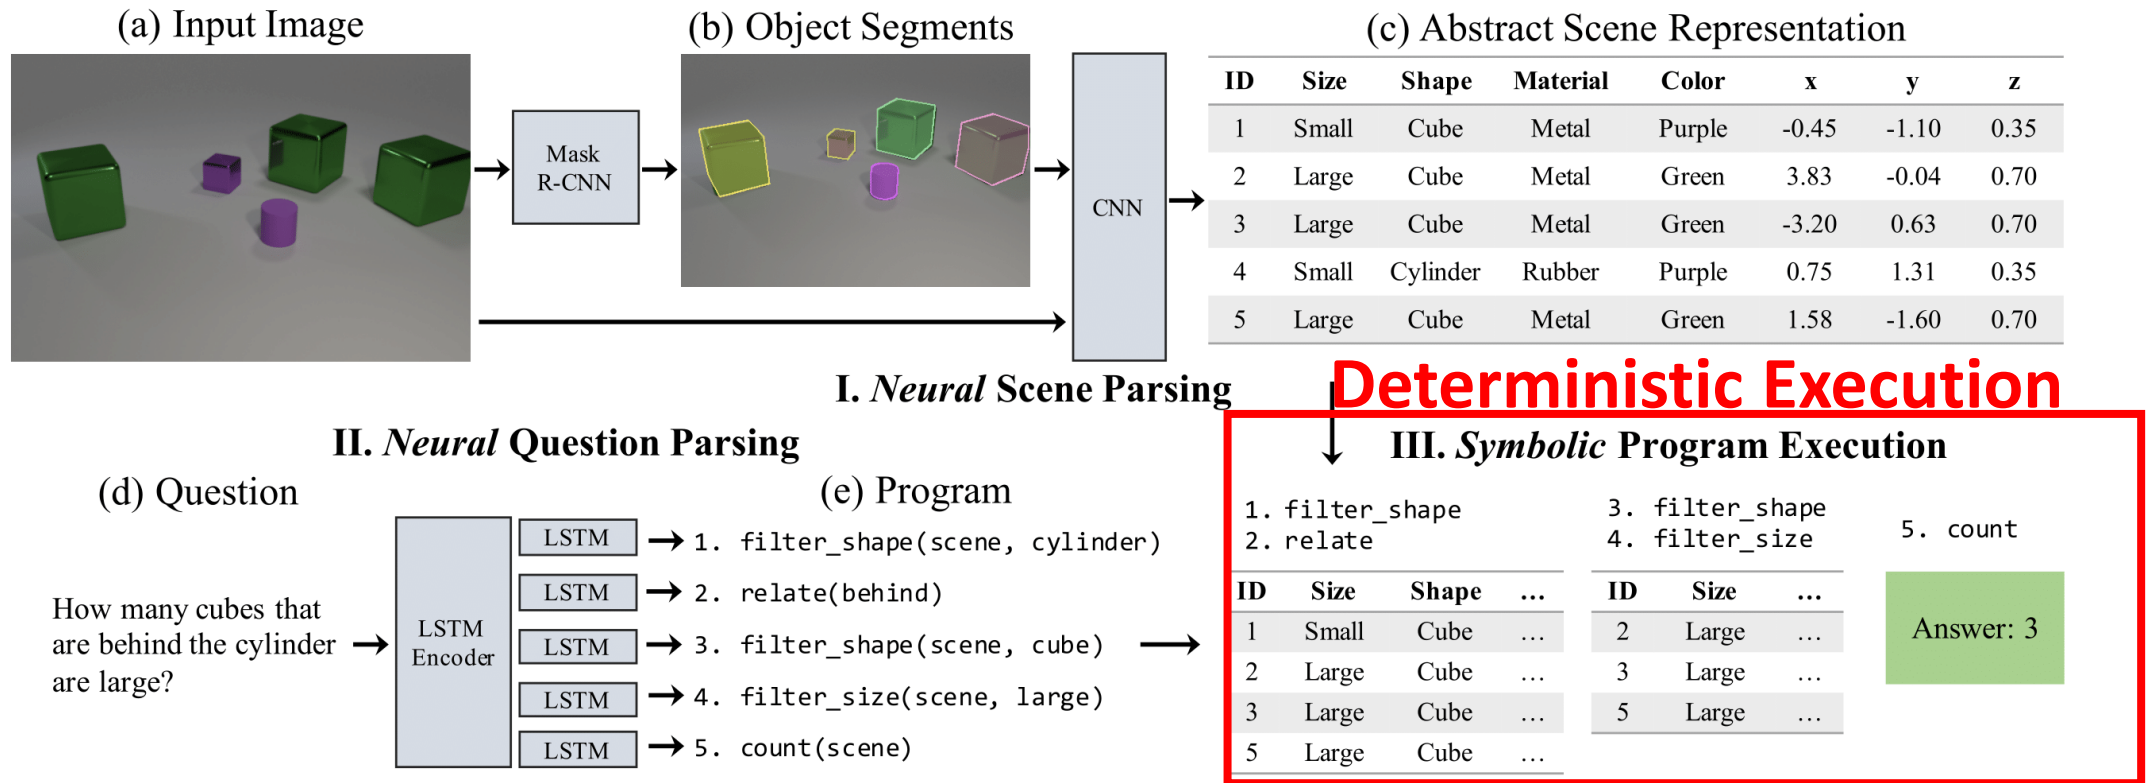 (a) Input Image
(b) Object Segments
(c) Abstract Scene Representation
Mask
R-CNN
CNN
ID Size Shape Material Color x y z
1 Small Cube Metal Purple -0.45 -1.10 0.35
2 Large Cube Metal Green 3.83 -0.04 0.70
3 Large Cube Metal Green -3.20 0.63 0.70
4 Small Cylinder Rubber Purple 0.75 1.31 0.35
5 Large Cube Metal Green 1.58 -1.60 0.70
I. Neural Scene Parsing
Deterministic Execution
II. Neural Question Parsing
III. Symbolic Program Execution
(d) Question
(e) Program
How many cubes that
are behind the cylinder
are large?
LSTM
Encoder
LSTM
1. filter_shape(scene, cylinder)
LSTM
2. relate(behind)
LSTM
3. filter_shape(scene, cube)
LSTM
4. filter_size(scene, large)
LSTM
5. count(scene)
1. filter_shape
2. relate
ID Size Shape ...
1 Small Cube ...
2 Large Cube ...
3 Large Cube ...
5 Large Cube ...
3. filter_shape
4. filter_size
ID Size ...
2 Large ...
3 Large ...
5 Large ...
5. count
Answer: 3